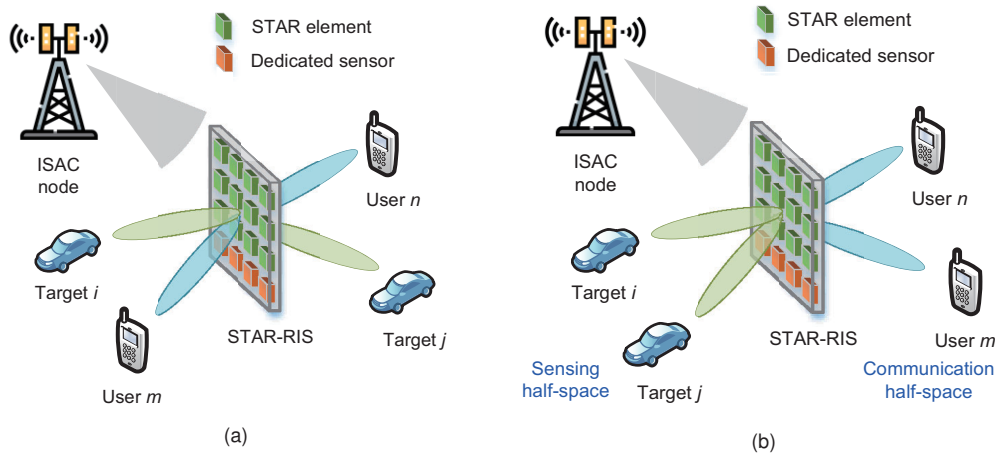 STAR element
Dedicated sensor
ISAC
node
User n
Target i
STAR-RIS
Target j
User m
(a)
STAR element
Dedicated sensor
ISAC
node
User n
Target i
STAR-RIS
User m
Sensing
half-space
Target j
Communication
half-space
(b)